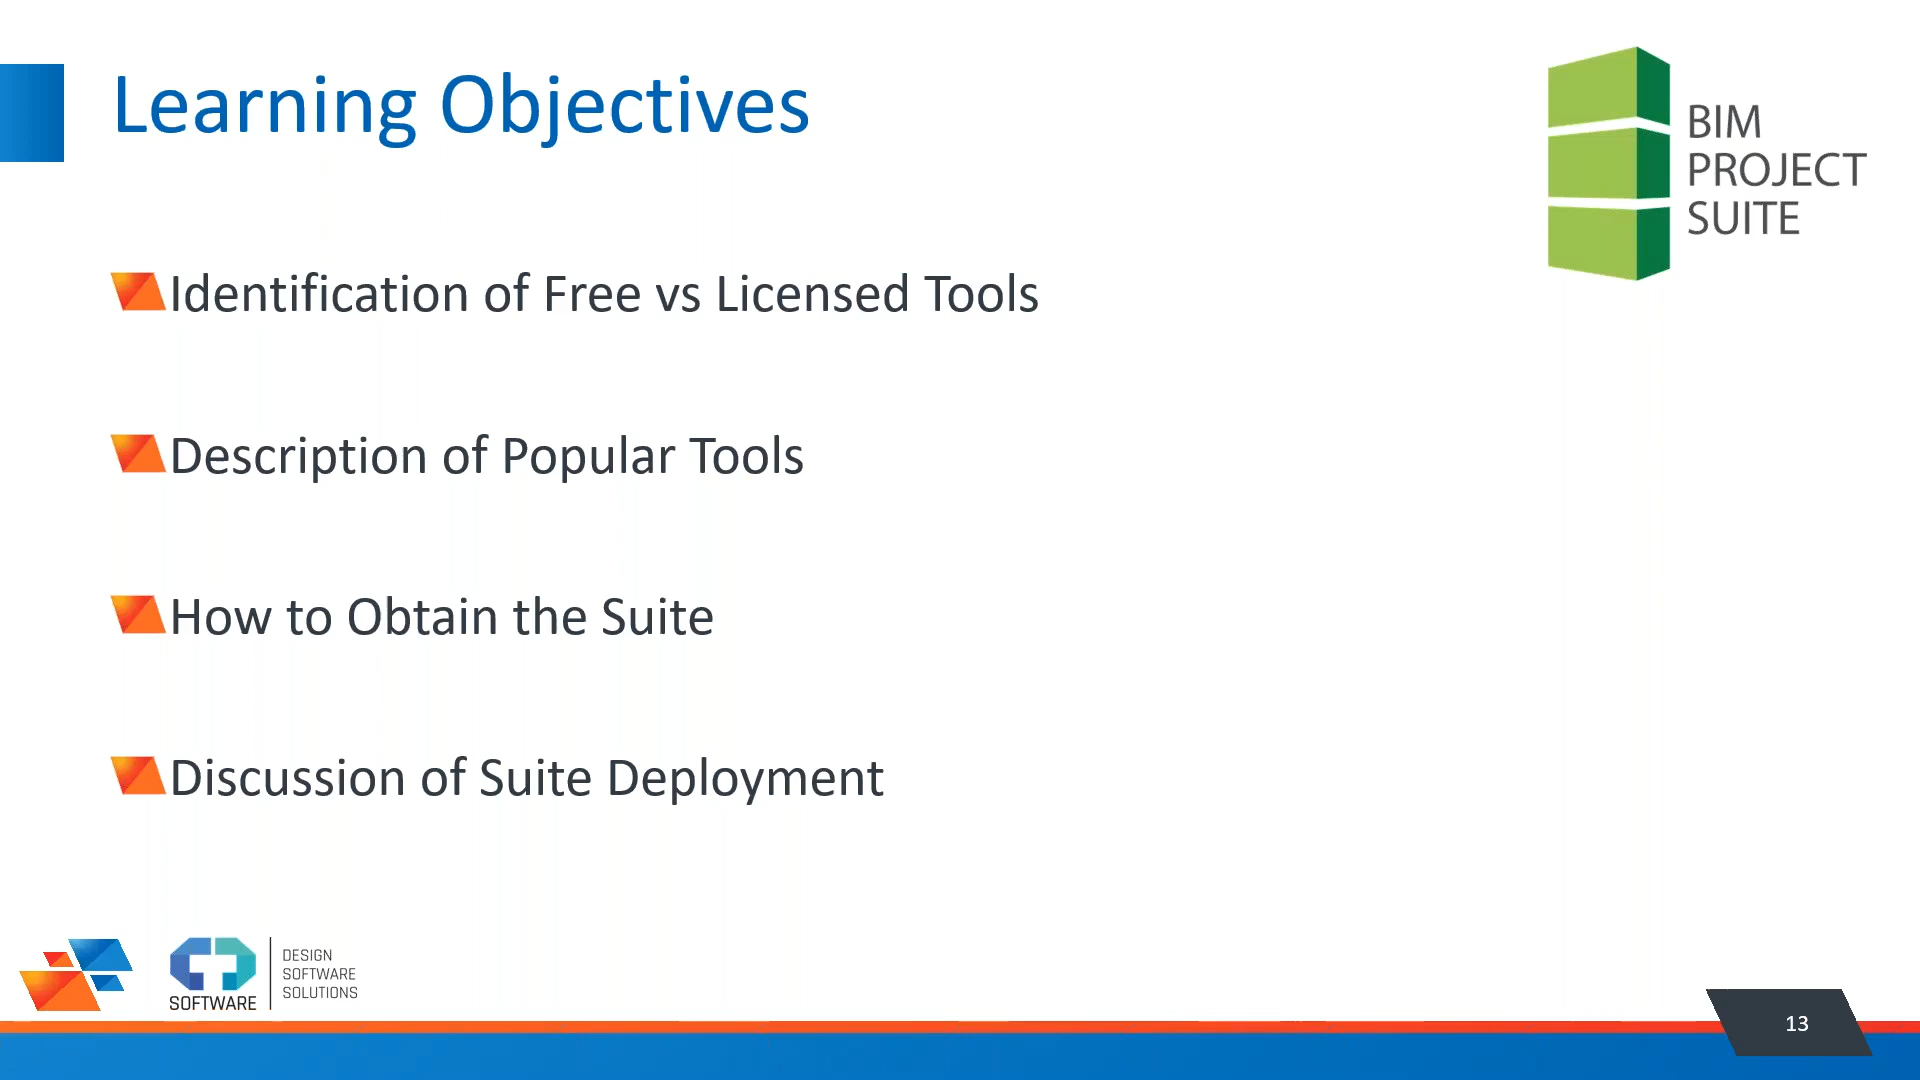 Learning Objectives
BIM
PROJECT
SUITE
Identification of Free vs Licensed Tools
Description of Popular Tools
How to Obtain the Suite
Discussion of Suite Deployment
SOFTWARE
DESIGN
SOFTWARE
SOLUTIONS
13